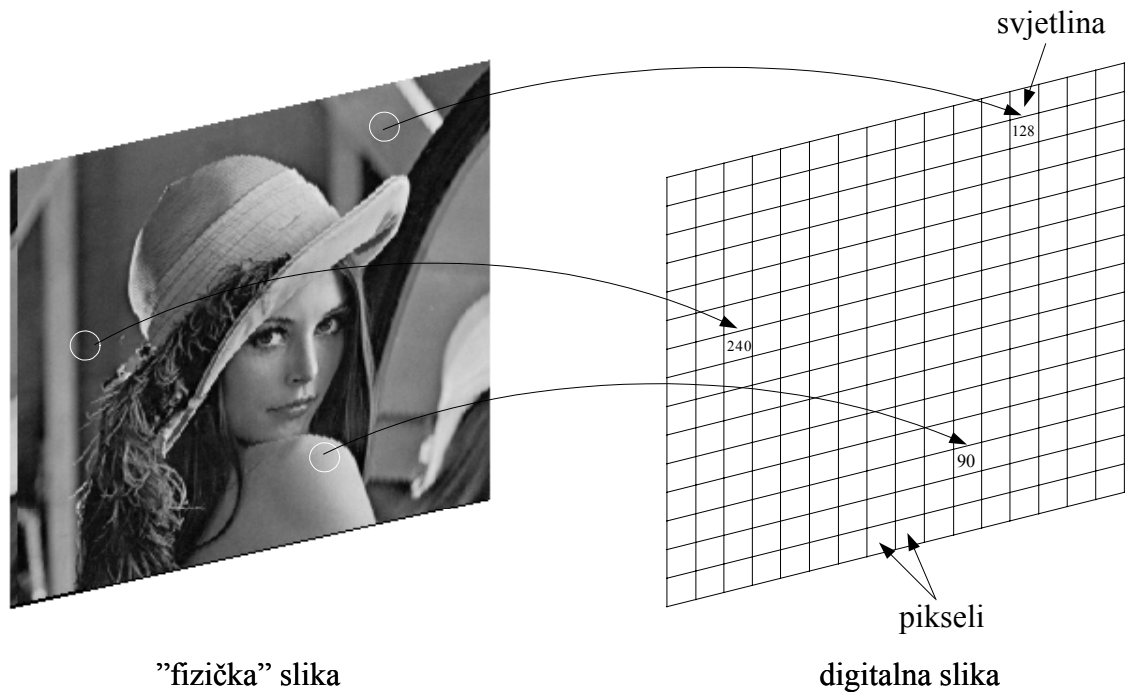 svjetlina
128
240
90
pikseli
”fizička” slika
digitalna slika